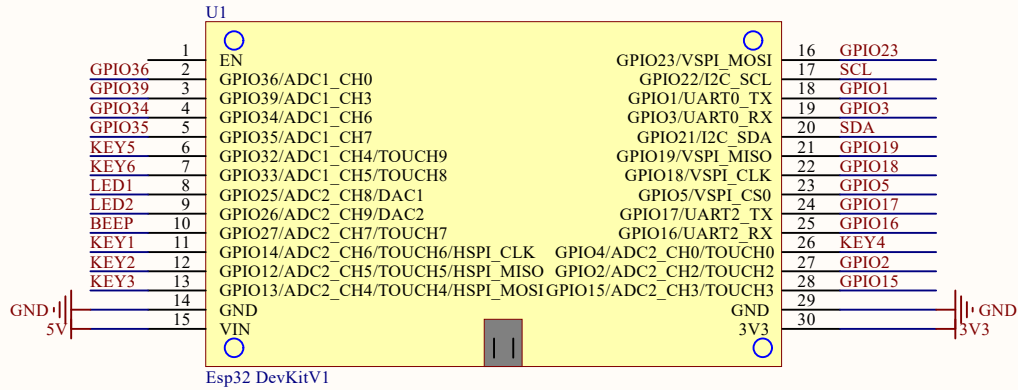 U1
1 EN GPIO23/VSPI_MOSI 16 GPIO23
GPIO36 2 GPIO36/ADC1_CH0 GPIO22/I2C_SCL 17 SCL
GPIO39 3 GPIO39/ADC1_CH3 GPIO1/UART0_TX 18 GPIO1
GPIO34 4 GPIO34/ADC1_CH6 GPIO3/UART0_RX 19 GPIO3
GPIO35 5 GPIO35/ADC1_CH7 GPIO21/I2C_SDA 20 SDA
KEY5 6 GPIO32/ADC1_CH4/TOUCH9 GPIO19/VSPI_MISO 21 GPIO19
KEY6 7 GPIO33/ADC1_CH5/TOUCH8 GPIO18/VSPI_CLK 22 GPIO18
LED1 8 GPIO25/ADC2_CH8/DAC1 GPIO5/VSPI_CS0 23 GPIO5
LED2 9 GPIO26/ADC2_CH9/DAC2 GPIO17/UART2_TX 24 GPIO17
BEEP 10 GPIO27/ADC2_CH7/TOUCH7 GPIO16/UART2_RX 25 GPIO16
KEY1 11 GPIO14/ADC2_CH6/TOUCH6/HSPI_CLK GPIO4/ADC2_CH0/TOUCH0 26 KEY4
KEY2 12 GPIO12/ADC2_CH5/TOUCH5/HSPI_MISO GPIO2/ADC2_CH2/TOUCH2 27 GPIO2
KEY3 13 GPIO13/ADC2_CH4/TOUCH4/HSPI_MOSI GPIO15/ADC2_CH3/TOUCH3 28 GPIO15
GND 14 GND GND 29 GND
5V 15 VIN 3V3 30 3V3
Esp32 DevKitV1